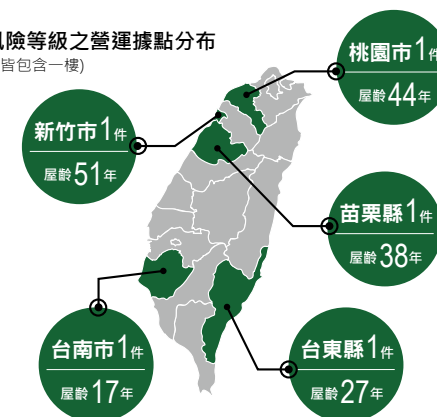 風險等級之營運據點分布
皆包含一樓)
桃園市1件
屋齡44年
新竹市1件
屋齡51年
苗栗縣1件
屋齡38年
台南市1件
屋齡17年
台東縣1件
屋齡27年